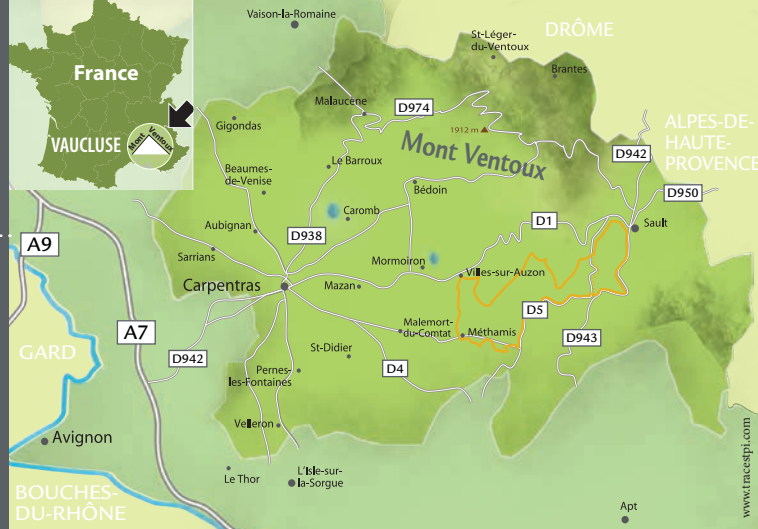 France
VAUCLUSE
Mont Ventoux
Vaison-la-Romaine
DRÔME
St-Léger-
du-Ventoux
Brantes
Malaucène
D974
1912 m
Mont Ventoux
ALPES-DE-
HAUTE-
PROVENCE
D942
D950
Gigondas
Le Barroux
Beaumes-
de-Venise
Bédoin
Caromb
D1
Sault
Aubignan
D938
A9
Sarrians
Mormoiron
Villes-sur-Auzon
Carpentras
Mazan
D5
A7
Malemort-
du-Comtat
Méthamis
D943
GARD
D942
St-Didier
D4
Pernes-
les-Fontaines
Velleron
Avignon
Le Thor
L'Isle-sur-
la-Sorgue
BOUCHES-
DU-RHÔNE
Apt
www.tracestpi.com